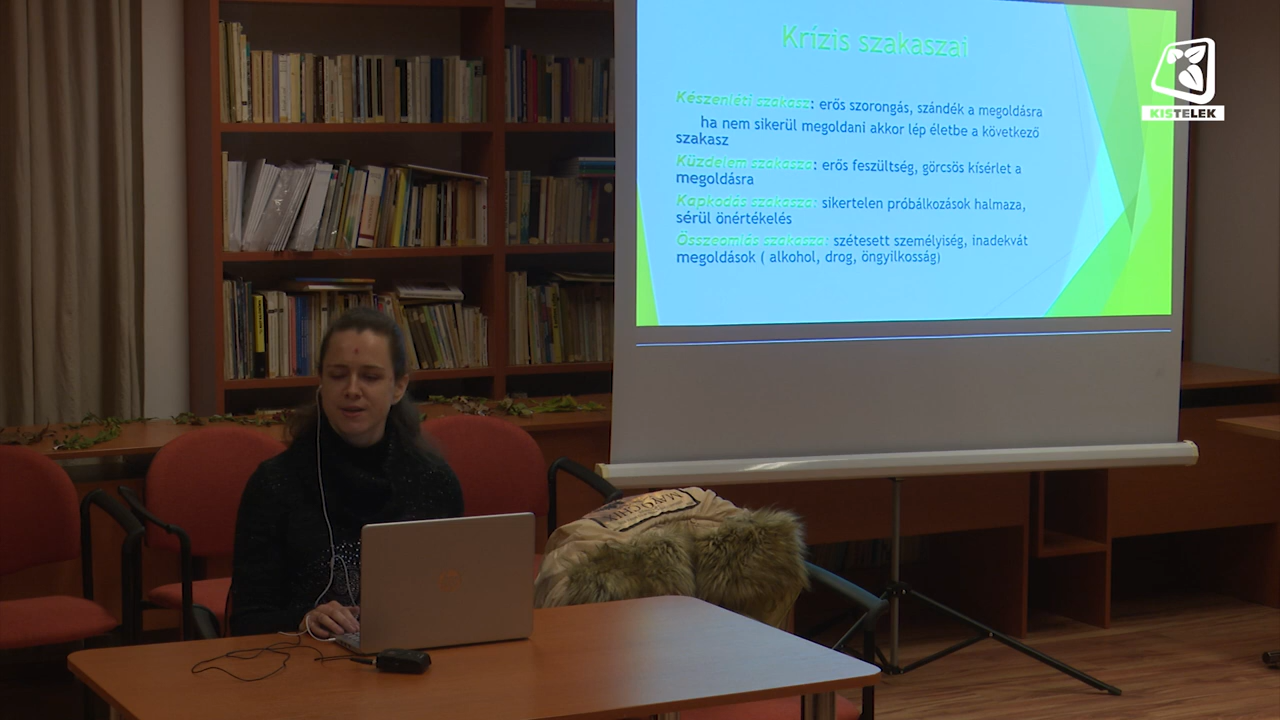 Krízis szakaszai
KISTELEK
Készenléti szakasz: erős szorongás, szándék a megoldásra
ha nem sikerül megoldani akkor lép életbe a következő
szakasz
Küzdelem szakasza: erős feszültség, görcsös kísérlet a
megoldásra
Kapkodás szakasza: sikertelen próbálkozások halmaza,
sérül önértékelés
Összeomlás szakasza: szétesett személyiség, inadekvát
megoldások ( alkohol, drog, öngyilkosság)